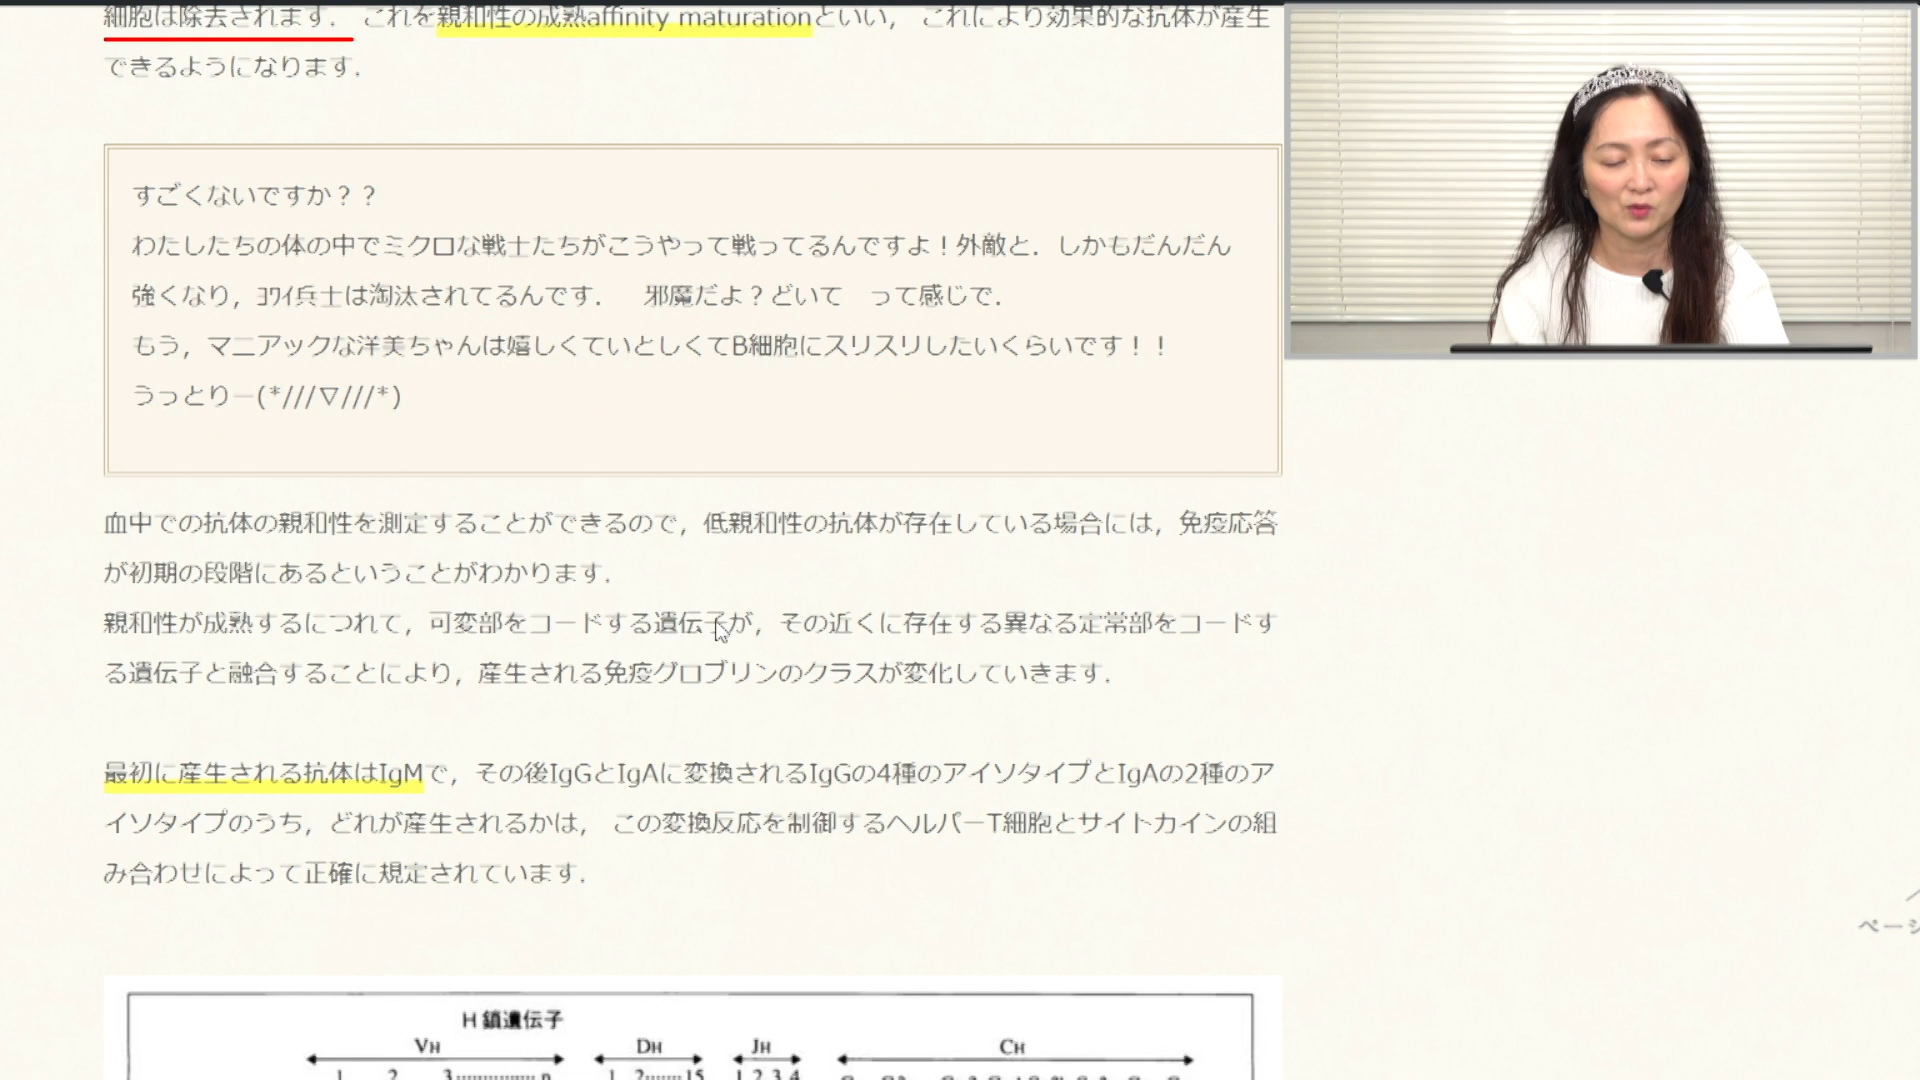 細胞は除去されます． これを親和性の成熟affinity maturationといい， これにより効果的な抗体が産生
できるようになります．
すごくないですか？？
わたしたちの体の中でミクロな戦士たちがこうやって戦ってるんですよ！外敵と．しかもだんだん
強くなり，ﾖﾜｲ兵士は淘汰されてるんです． 邪魔だよ？どいて って感じで．
もう，マニアックな洋美ちゃんは嬉しくていとしくてB細胞にスリスリしたいくらいです！！
うっとりー(*///▽///*)
血中での抗体の親和性を測定することができるので，低親和性の抗体が存在している場合には，免疫応答
が初期の段階にあるということがわかります．
親和性が成熟するにつれて，可変部をコードする遺伝子が，その近くに存在する異なる定常部をコードす
る遺伝子と融合することにより，産生される免疫グロブリンのクラスが変化していきます．
最初に産生される抗体はIgMで，その後IgGとIgAに変換されるIgGの4種のアイソタイプとIgAの2種のア
イソタイプのうち，どれが産生されるかは， この変換反応を制御するヘルパーT細胞とサイトカインの組
み合わせによって正確に規定されています．
ペーシ
H 鎖遺伝子
VH DH JH CH
1 2 3 n 1 2 15 1 2 3 4